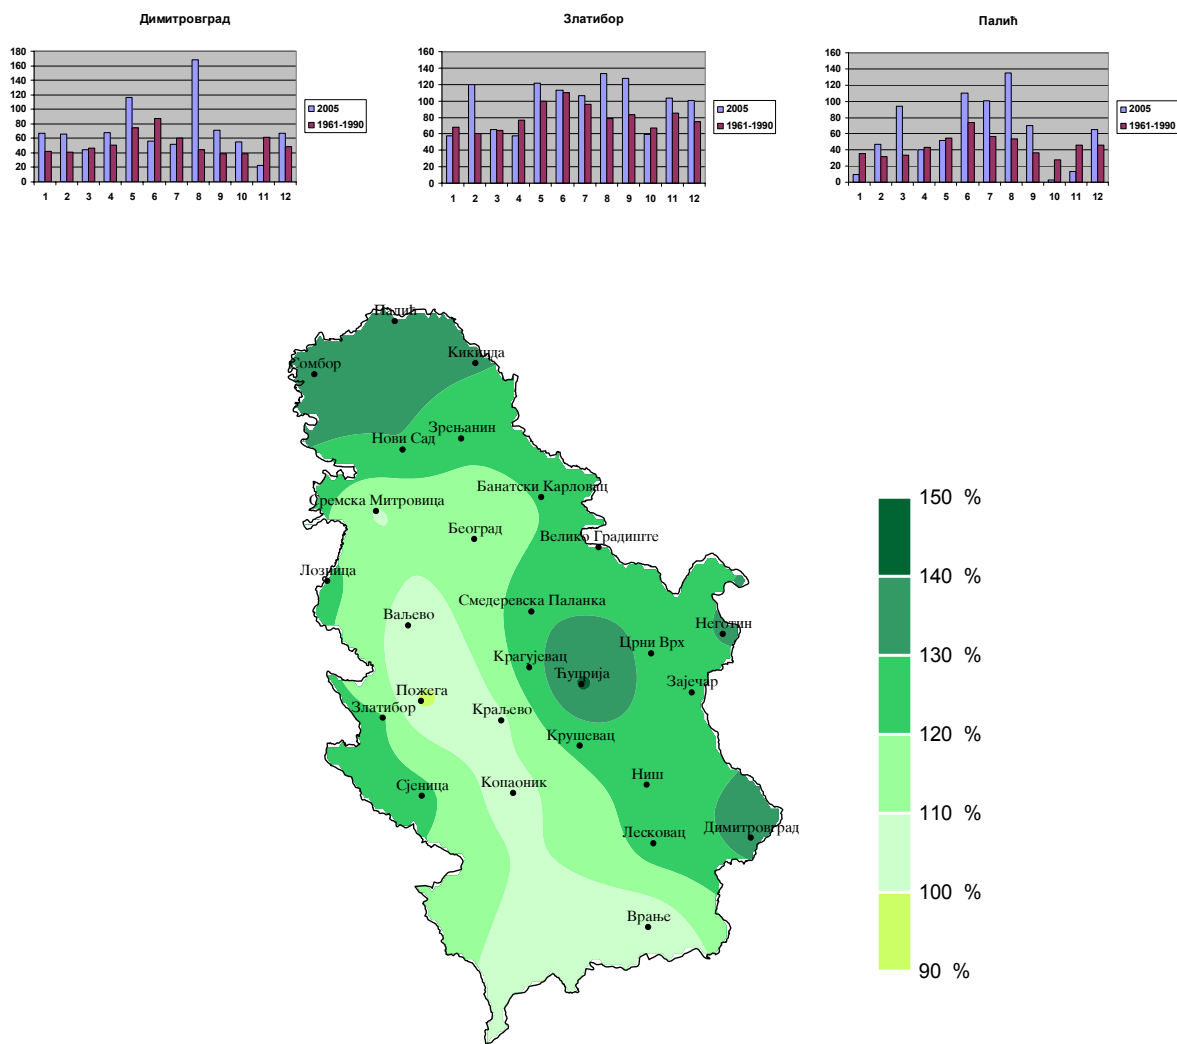 Димитровград
Златибор
Палић
180
160
140
120
100
80
60
40
20
0
1 2 3 4 5 6 7 8 9 10 11 12
2005
1961-1990
160
140
120
100
80
60
40
20
0
1 2 3 4 5 6 7 8 9 10 11 12
2005
1961-1990
160
140
120
100
80
60
40
20
0
1 2 3 4 5 6 7 8 9 10 11 12
2005
1961-1990
Палић
Кикинда
Сомбор
Зрењанин
Нови Сад
Банатски Карловац
Сремска Митровица
Београд
Велико Градиште
Лозница
Смедеревска Паланка
Ваљево
Неготин
Црни Врх
Крагујевац
Ћуприја
Зајечар
Пожега
Златибор
Краљево
Крушевац
Ниш
Сјеница
Копаоник
Лесковац
Димитровград
Врање
150 %
140 %
130 %
120 %
110 %
100 %
90 %